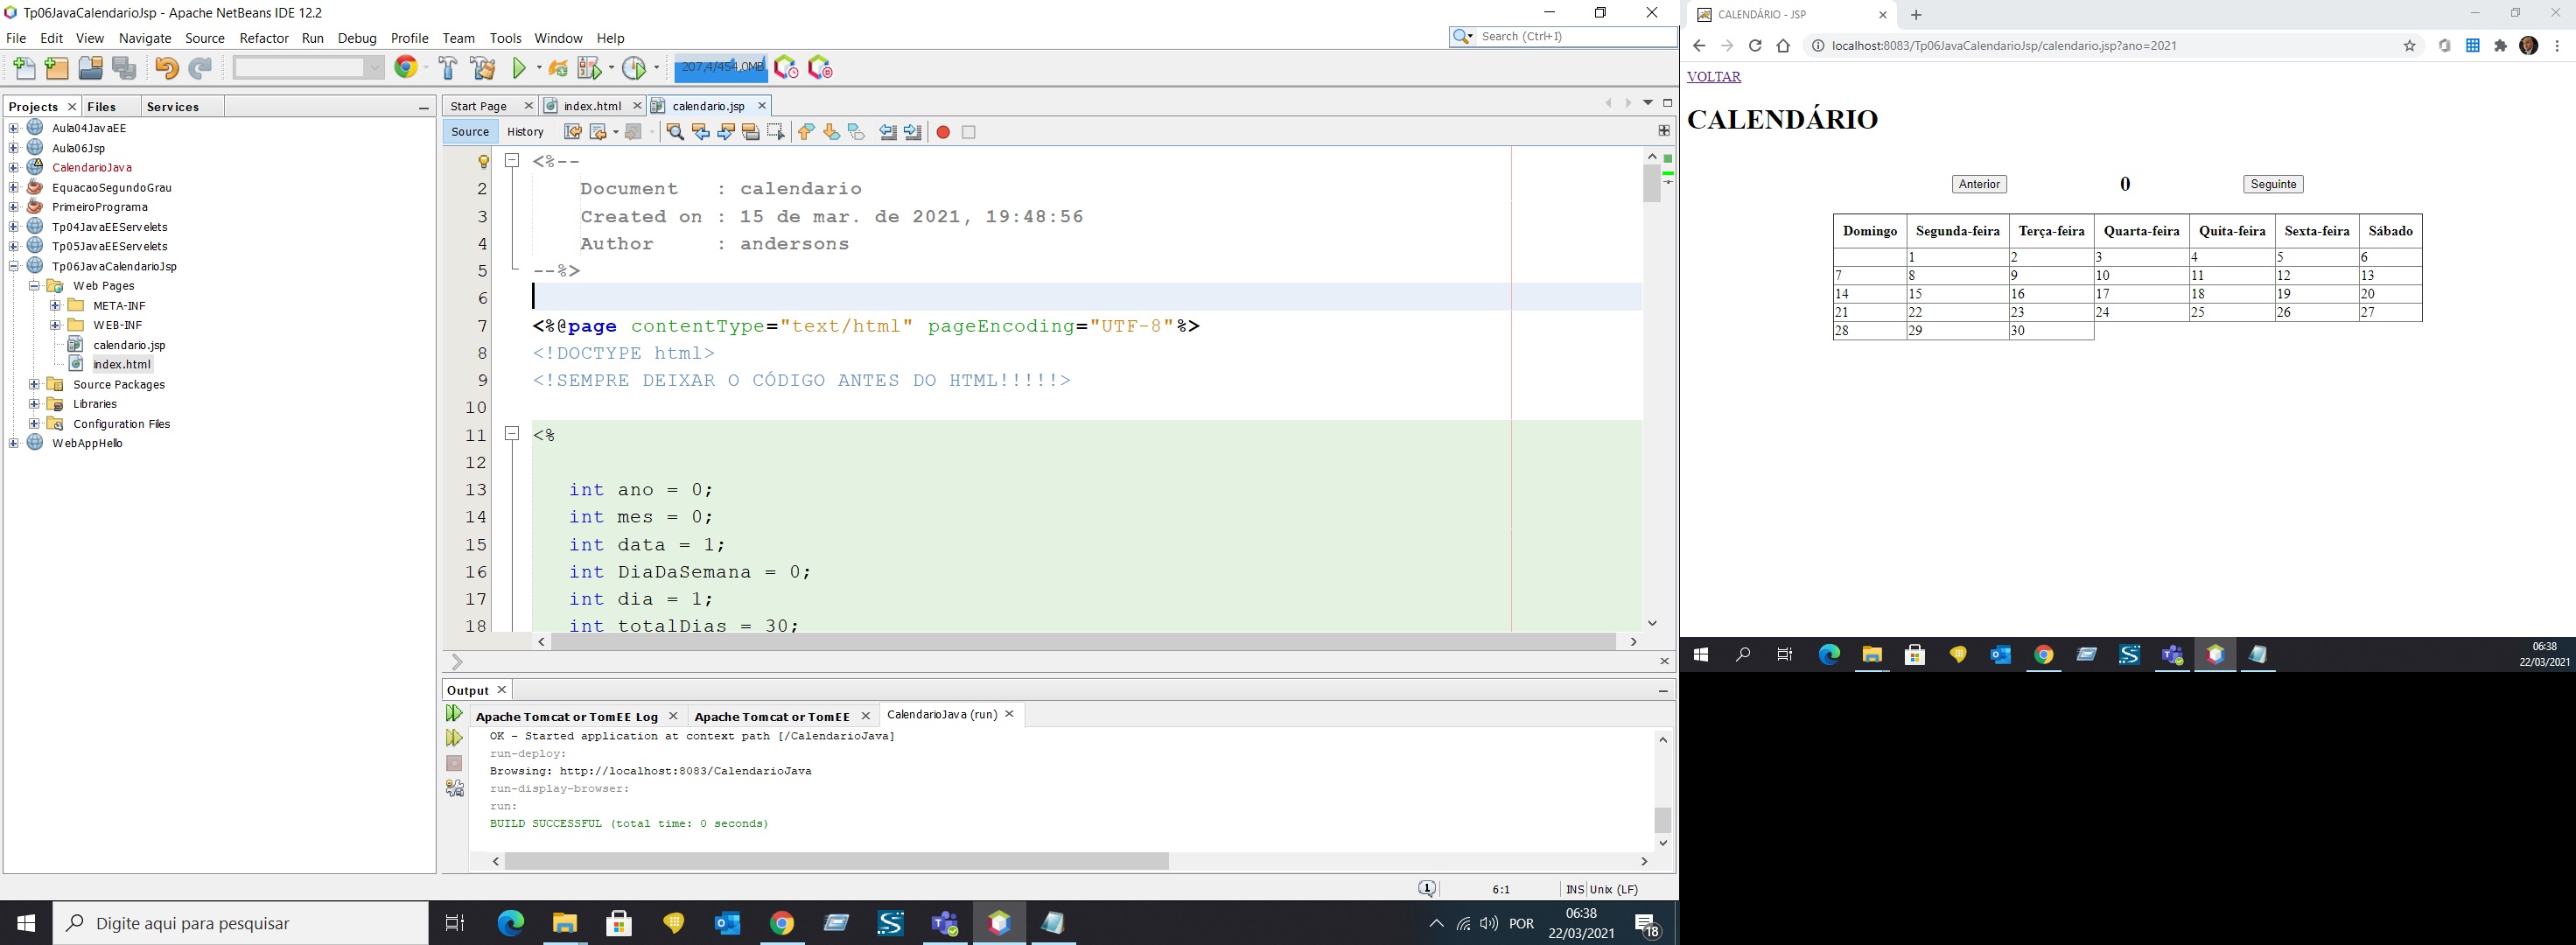 Tp06JavaCalendarioJsp - Apache NetBeans IDE 12.2
File Edit View Navigate Source Refactor Run Debug Profile Team Tools Window Help
Search (Ctrl+I)
207,4/454,0MB
Projects Files Services
Aula04JavaEE
Aula06Jsp
CalendarioJava
EquacaoSegundoGrau
PrimeiroPrograma
Tp04JavaEEServelets
Tp05JavaEEServelets
Tp06JavaCalendarioJsp
Web Pages
META-INF
WEB-INF
calendario.jsp
index.html
Source Packages
Libraries
Configuration Files
WebAppHello
Start Page index.html calendario.jsp
Source History
<%--
2 Document : calendario
3 Created on : 15 de mar. de 2021, 19:48:56
4 Author : andersons
5 --%>
6
7 <%@page contentType="text/html" pageEncoding="UTF-8"%>
8 <!DOCTYPE html>
9 <!SEMPRE DEIXAR O CÓDIGO ANTES DO HTML!!!!!>
10
11 <%
12
13 int ano = 0;
14 int mes = 0;
15 int data = 1;
16 int DiaDaSemana = 0;
17 int dia = 1;
18 int totalDias = 30;
Output
Apache Tomcat or TomEE Log Apache Tomcat or TomEE CalendarioJava (run)
OK - Started application at context path [/CalendarioJava]
run-deploy:
Browsing: http://localhost:8083/CalendarioJava
run-display-browser:
run:
BUILD SUCCESSFUL (total time: 0 seconds)
1 6:1 INS Unix (LF)
Digite aqui para pesquisar
POR
06:38
22/03/2021
18
CALENDÁRIO - JSP
localhost:8083/Tp06JavaCalendarioJsp/calendario.jsp?ano=2021
VOLTAR
CALENDÁRIO
Anterior 0 Seguinte
Domingo Segunda-feira Terça-feira Quarta-feira Quita-feira Sexta-feira Sábado
1 2 3 4 5 6
7 8 9 10 11 12 13
14 15 16 17 18 19 20
21 22 23 24 25 26 27
28 29 30
06:38
22/03/2021